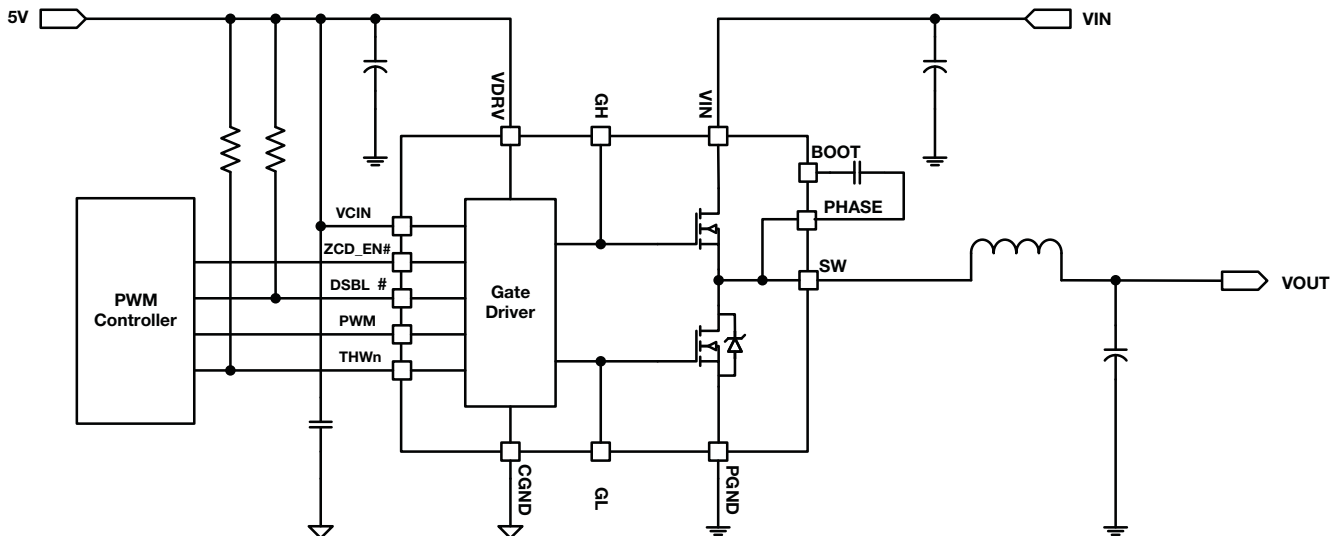 5V
VIN
VDRV
GH
VIN
BOOT
PHASE
VCIN
ZCD_EN#
SW
DSBL #
PWM
Controller
Gate
Driver
VOUT
PWM
THWn
CGND
GL
PGND